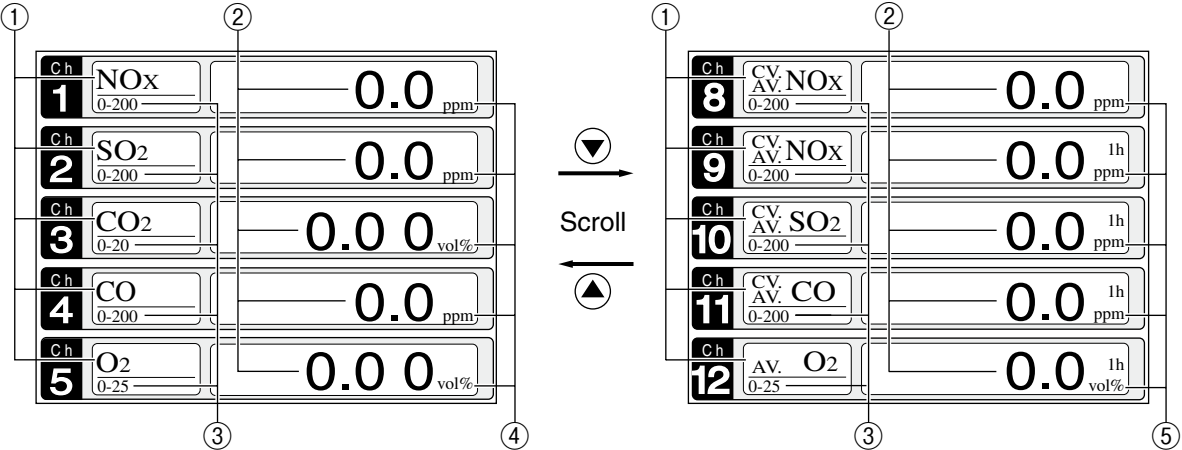 ① ② ① ②
Ch 1 NOx 0-200 0.0 ppm
Ch 2 SO2 0-200 0.0 ppm
Ch 3 CO2 0-20 0.00 vol%
Ch 4 CO 0-200 0.0 ppm
Ch 5 O2 0-25 0.00 vol%
③ ④
▼
Scroll
▲
Ch 8 CV. AV. NOx 0-200 0.0 ppm
Ch 9 CV. AV. NOx 0-200 0.0 1h ppm
Ch 10 CV. AV. SO2 0-200 0.0 1h ppm
Ch 11 CV. AV. CO 0-200 0.0 1h ppm
Ch 12 AV. O2 0-25 0.0 1h vol%
③ ⑤